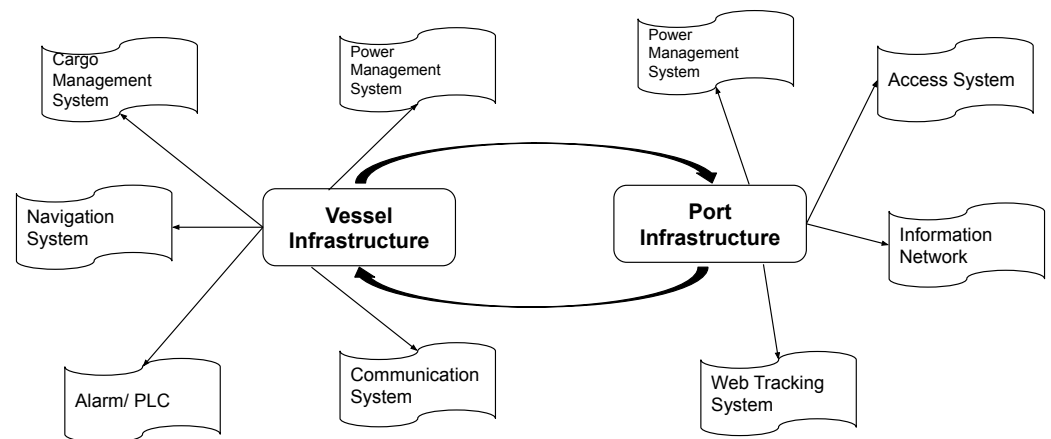 Cargo
Management
System
Power
Management
System
Power
Management
System
Access System
Navigation
System
Vessel
Infrastructure
Port
Infrastructure
Information
Network
Alarm/ PLC
Communication
System
Web Tracking
System